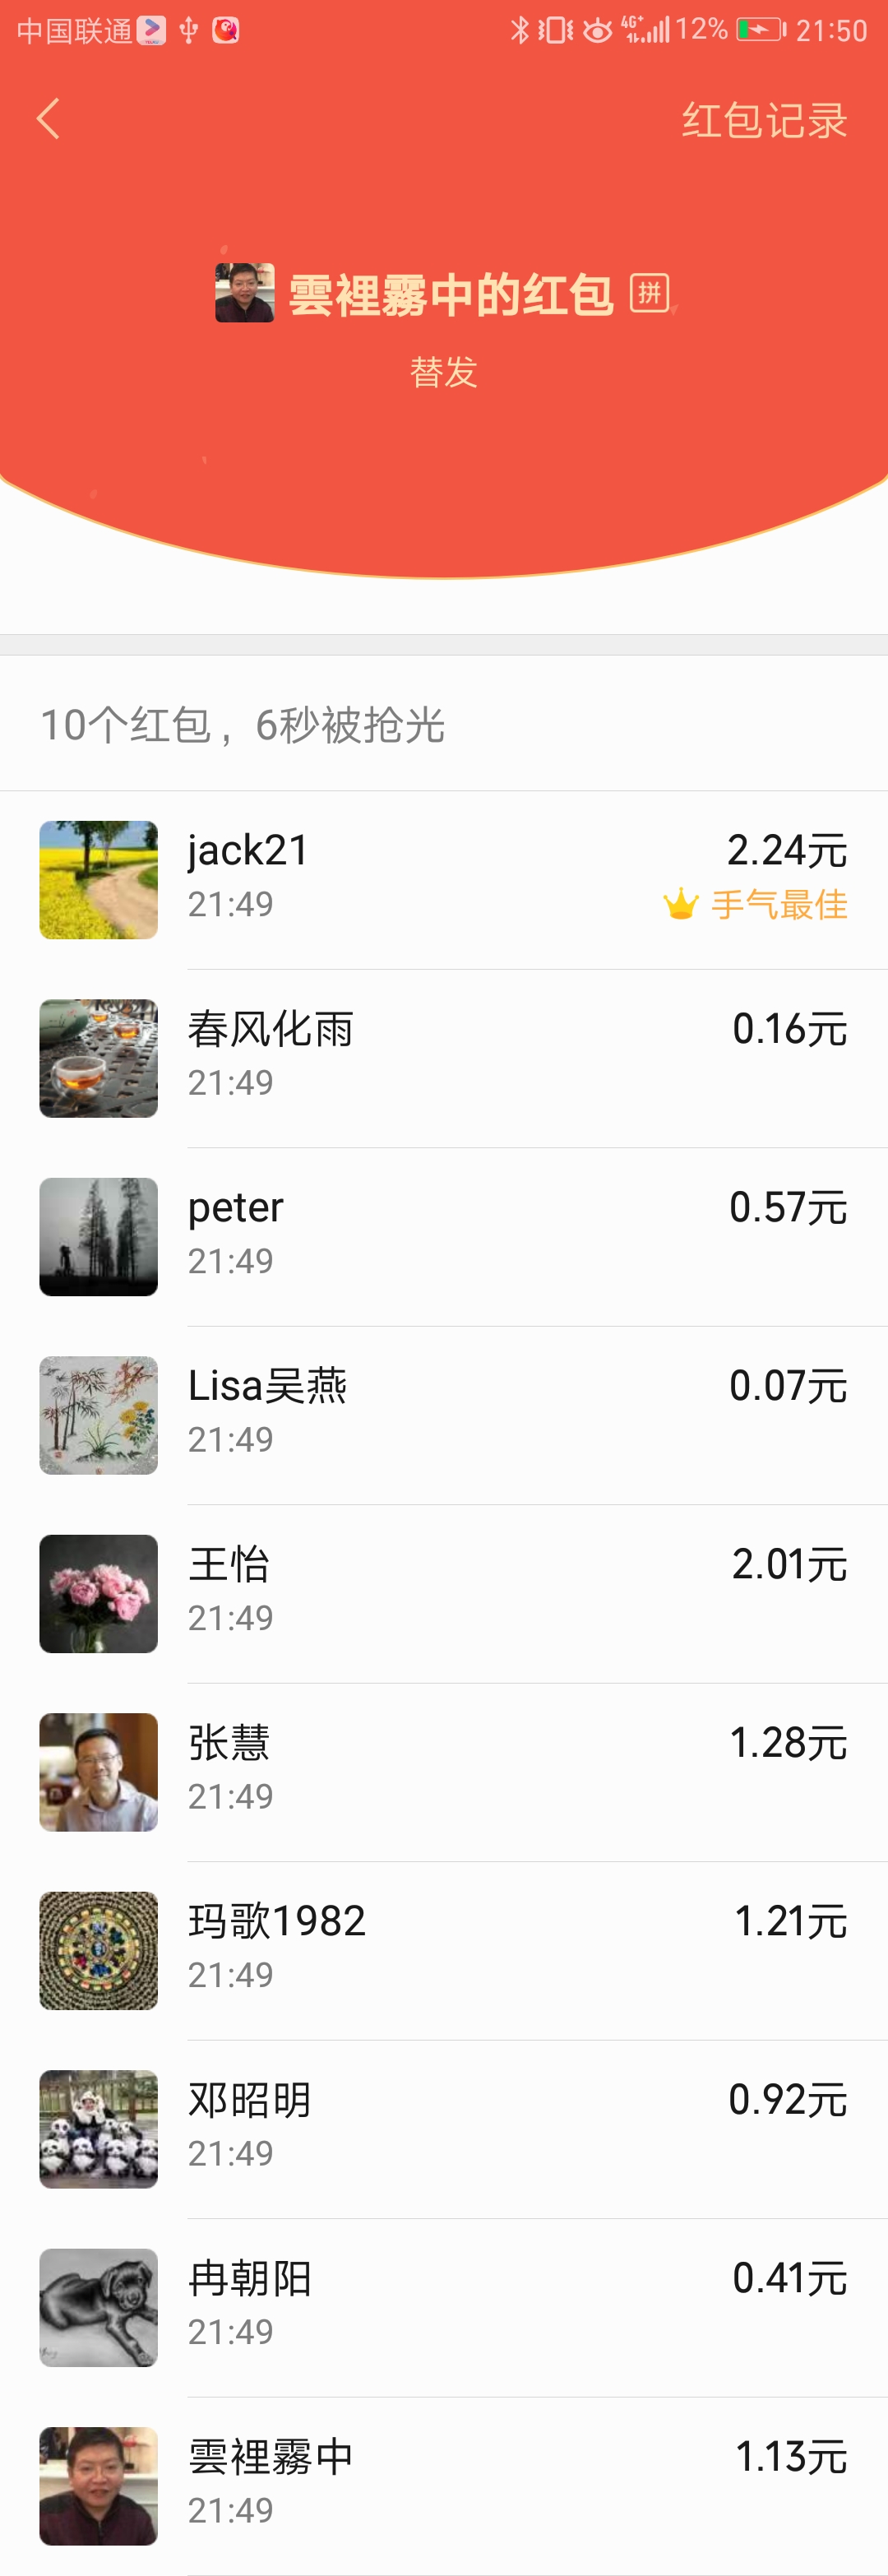 中国联通 4G+ 12% 21:50
红包记录
雲裡霧中的红包 拼
替发
10个红包，6秒被抢光
jack21 2.24元
21:49 手气最佳
春风化雨 0.16元
21:49
peter 0.57元
21:49
Lisa吴燕 0.07元
21:49
王怡 2.01元
21:49
张慧 1.28元
21:49
玛歌1982 1.21元
21:49
邓昭明 0.92元
21:49
冉朝阳 0.41元
21:49
雲裡霧中 1.13元
21:49